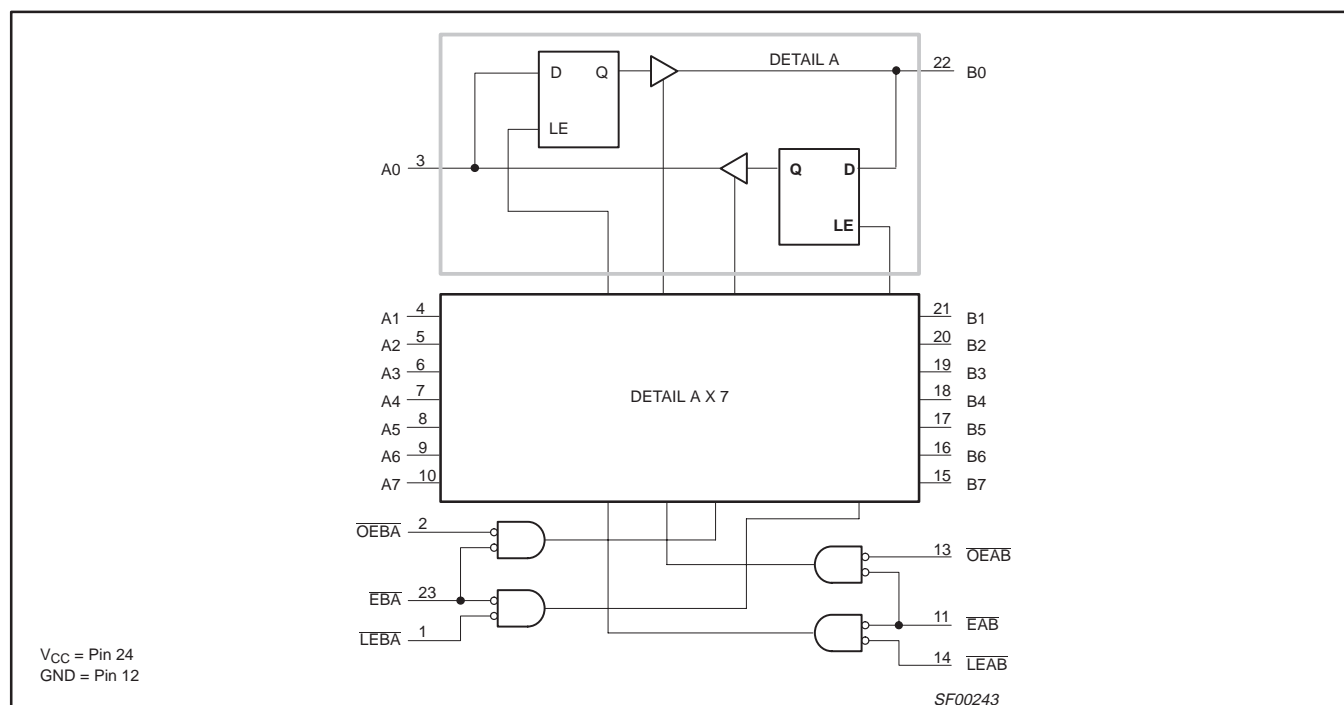 DETAIL A
22 B0
D Q
LE
A0 3
Q D
LE
A1 4
A2 5
A3 6
A4 7
A5 8
A6 9
A7 10
DETAIL A X 7
21 B1
20 B2
19 B3
18 B4
17 B5
16 B6
15 B7
OEBA 2
EBA 23
LEBA 1
13 OEAB
11 EAB
14 LEAB
VCC = Pin 24
GND = Pin 12
SF00243